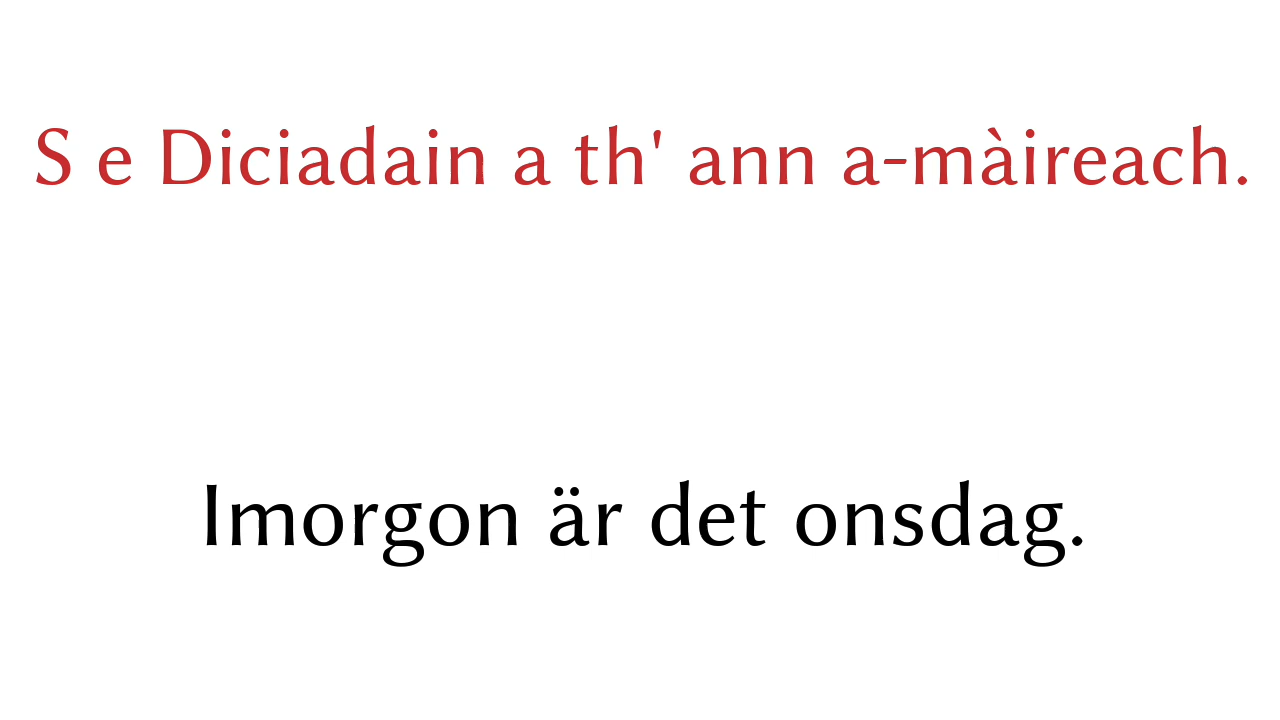 S e Diciadain a th' ann a-màireach.
Imorgon är det onsdag.